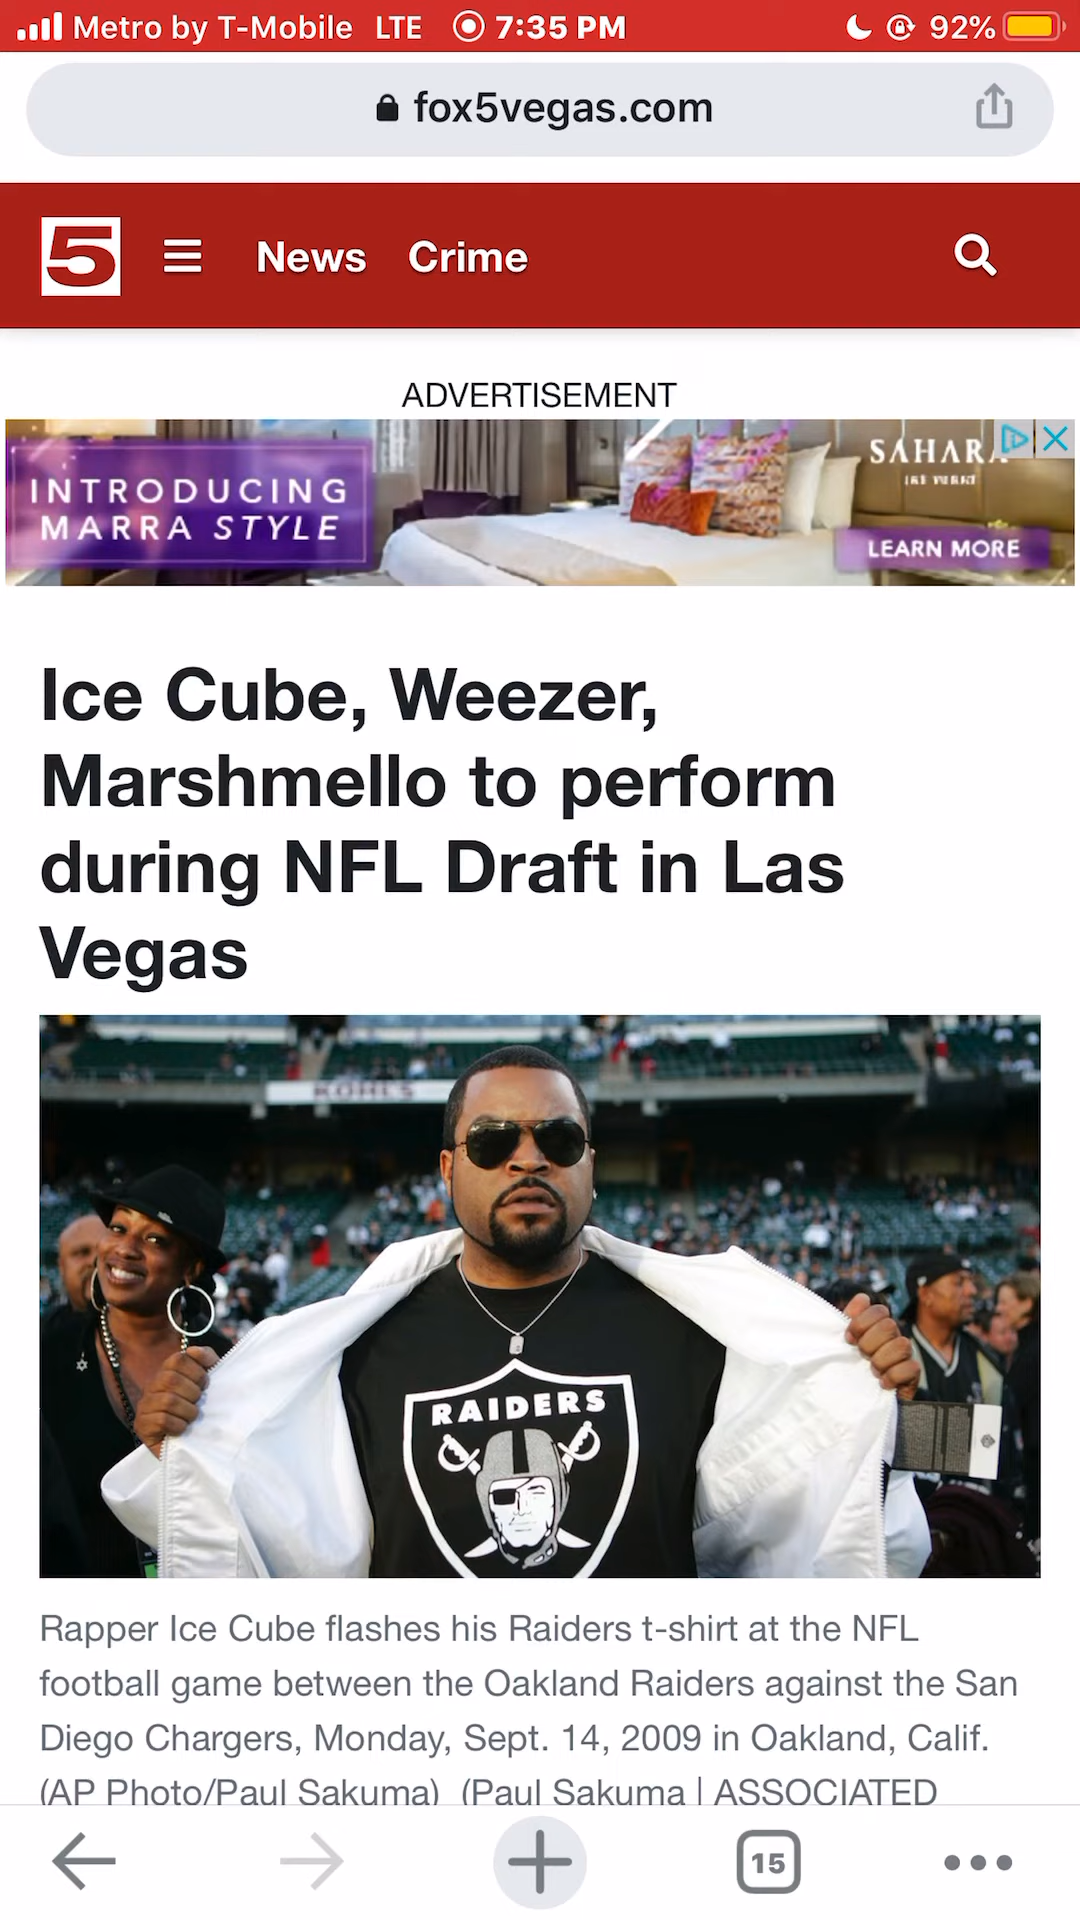 Metro by T-Mobile LTE 7:35 PM 92%
fox5vegas.com
5 News Crime
ADVERTISEMENT
INTRODUCING
MARRA STYLE
SAHARA
LAS VEGAS
LEARN MORE
Ice Cube, Weezer,
Marshmello to perform
during NFL Draft in Las
Vegas
KOHL'S
RAIDERS
Rapper Ice Cube flashes his Raiders t-shirt at the NFL
football game between the Oakland Raiders against the San
Diego Chargers, Monday, Sept. 14, 2009 in Oakland, Calif.
(AP Photo/Paul Sakuma) (Paul Sakuma | ASSOCIATED
15